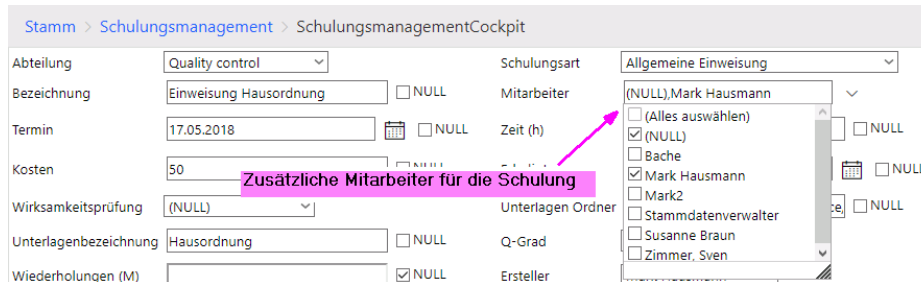 Stamm > Schulungsmanagement > SchulungsmanagementCockpit
Abteilung Quality control Schulungsart Allgemeine Einweisung
Bezeichnung Einweisung Hausordnung NULL Mitarbeiter (NULL),Mark Hausmann
(Alles auswählen)
Termin 17.05.2018 NULL Zeit (h) (NULL) NULL
Bache
Kosten 50 NULL Mark Hausmann NULL
Zusätzliche Mitarbeiter für die Schulung
Mark2
Wirksamkeitsprüfung (NULL) Unterlagen Ordner Stammdatenverwalter NULL
Susanne Braun
Unterlagenbezeichnung Hausordnung NULL Q-Grad
Zimmer, Sven
Wiederholungen (M) NULL Ersteller